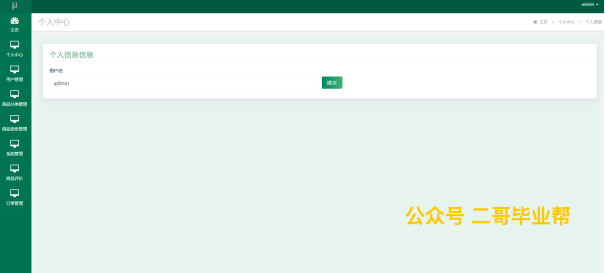 μ
admin
个人中心
主页 > 个人中心 > 个人信息
主页
个人中心
用户管理
商品分类管理
商品信息管理
系统管理
商品评价
订单管理
个人信息信息
用户名
admin
提交
公众号 二哥毕业帮